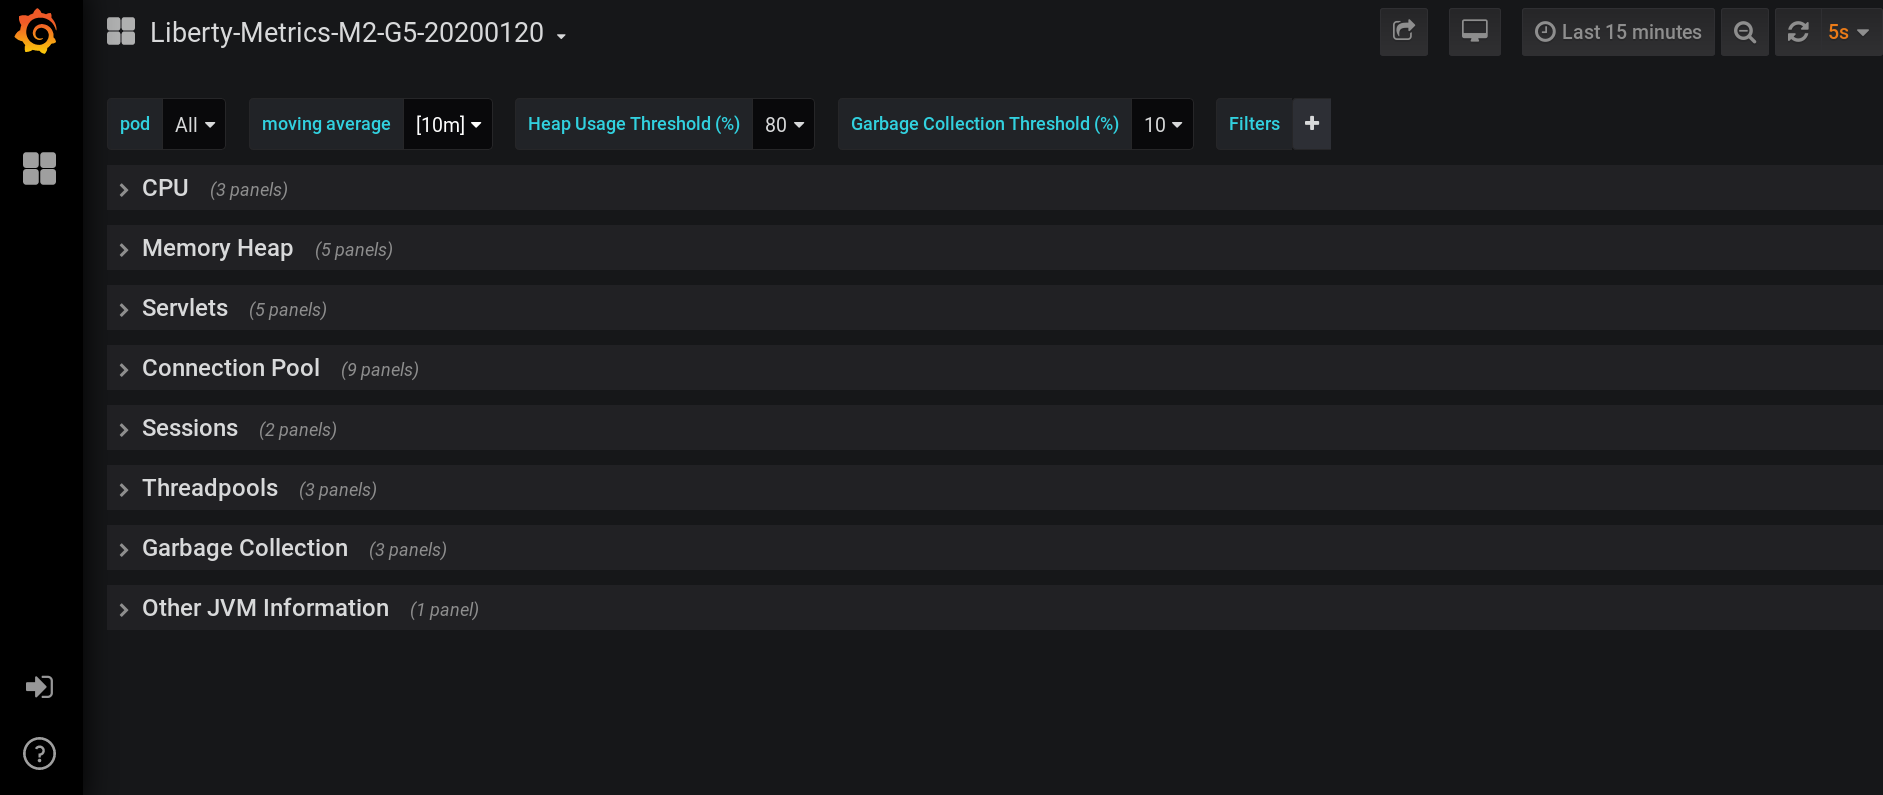 Liberty-Metrics-M2-G5-20200120
Last 15 minutes
5s
pod All moving average [10m] Heap Usage Threshold (%) 80 Garbage Collection Threshold (%) 10 Filters +
CPU (3 panels)
Memory Heap (5 panels)
Servlets (5 panels)
Connection Pool (9 panels)
Sessions (2 panels)
Threadpools (3 panels)
Garbage Collection (3 panels)
Other JVM Information (1 panel)
?